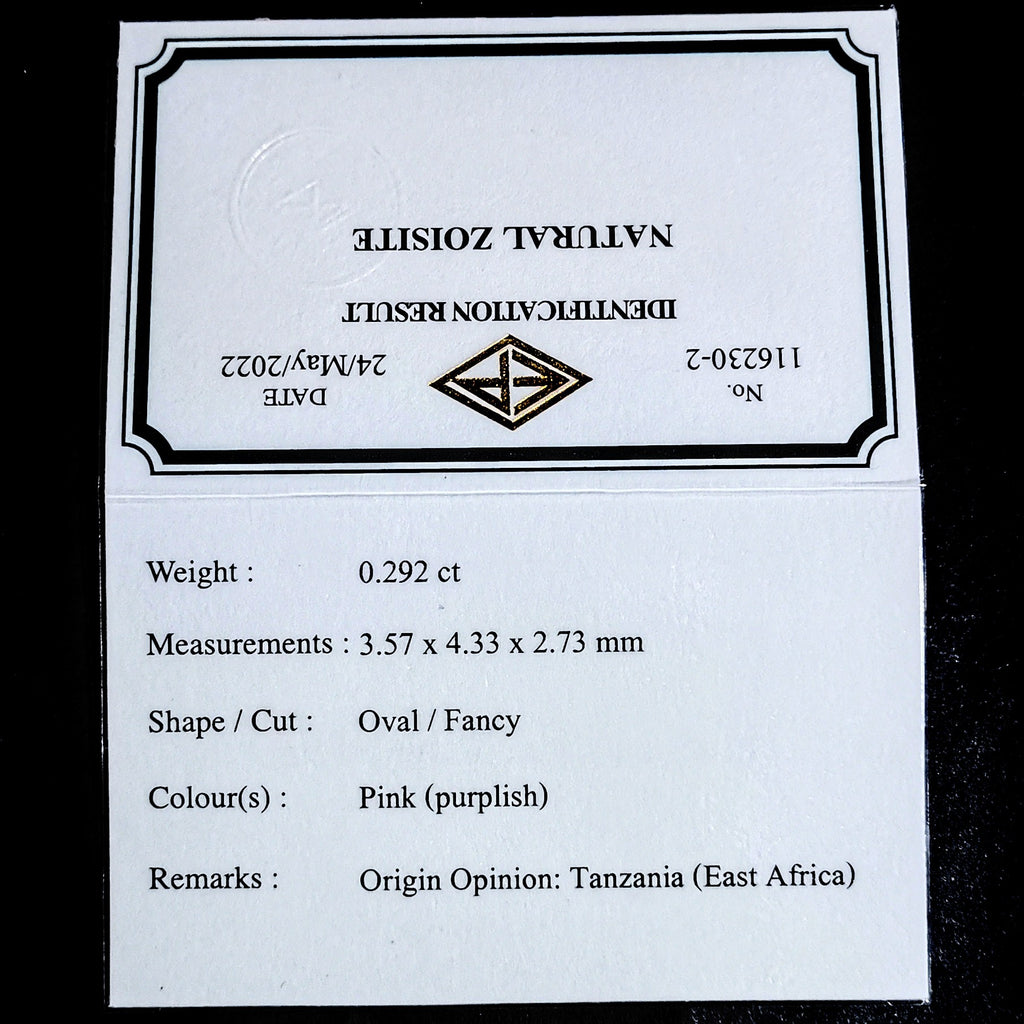 No.
116230-2
DATE
24/May/2022
IDENTIFICATION RESULT
NATURAL ZOISITE
Weight : 0.292 ct
Measurements : 3.57 x 4.33 x 2.73 mm
Shape / Cut : Oval / Fancy
Colour(s) : Pink (purplish)
Remarks : Origin Opinion: Tanzania (East Africa)